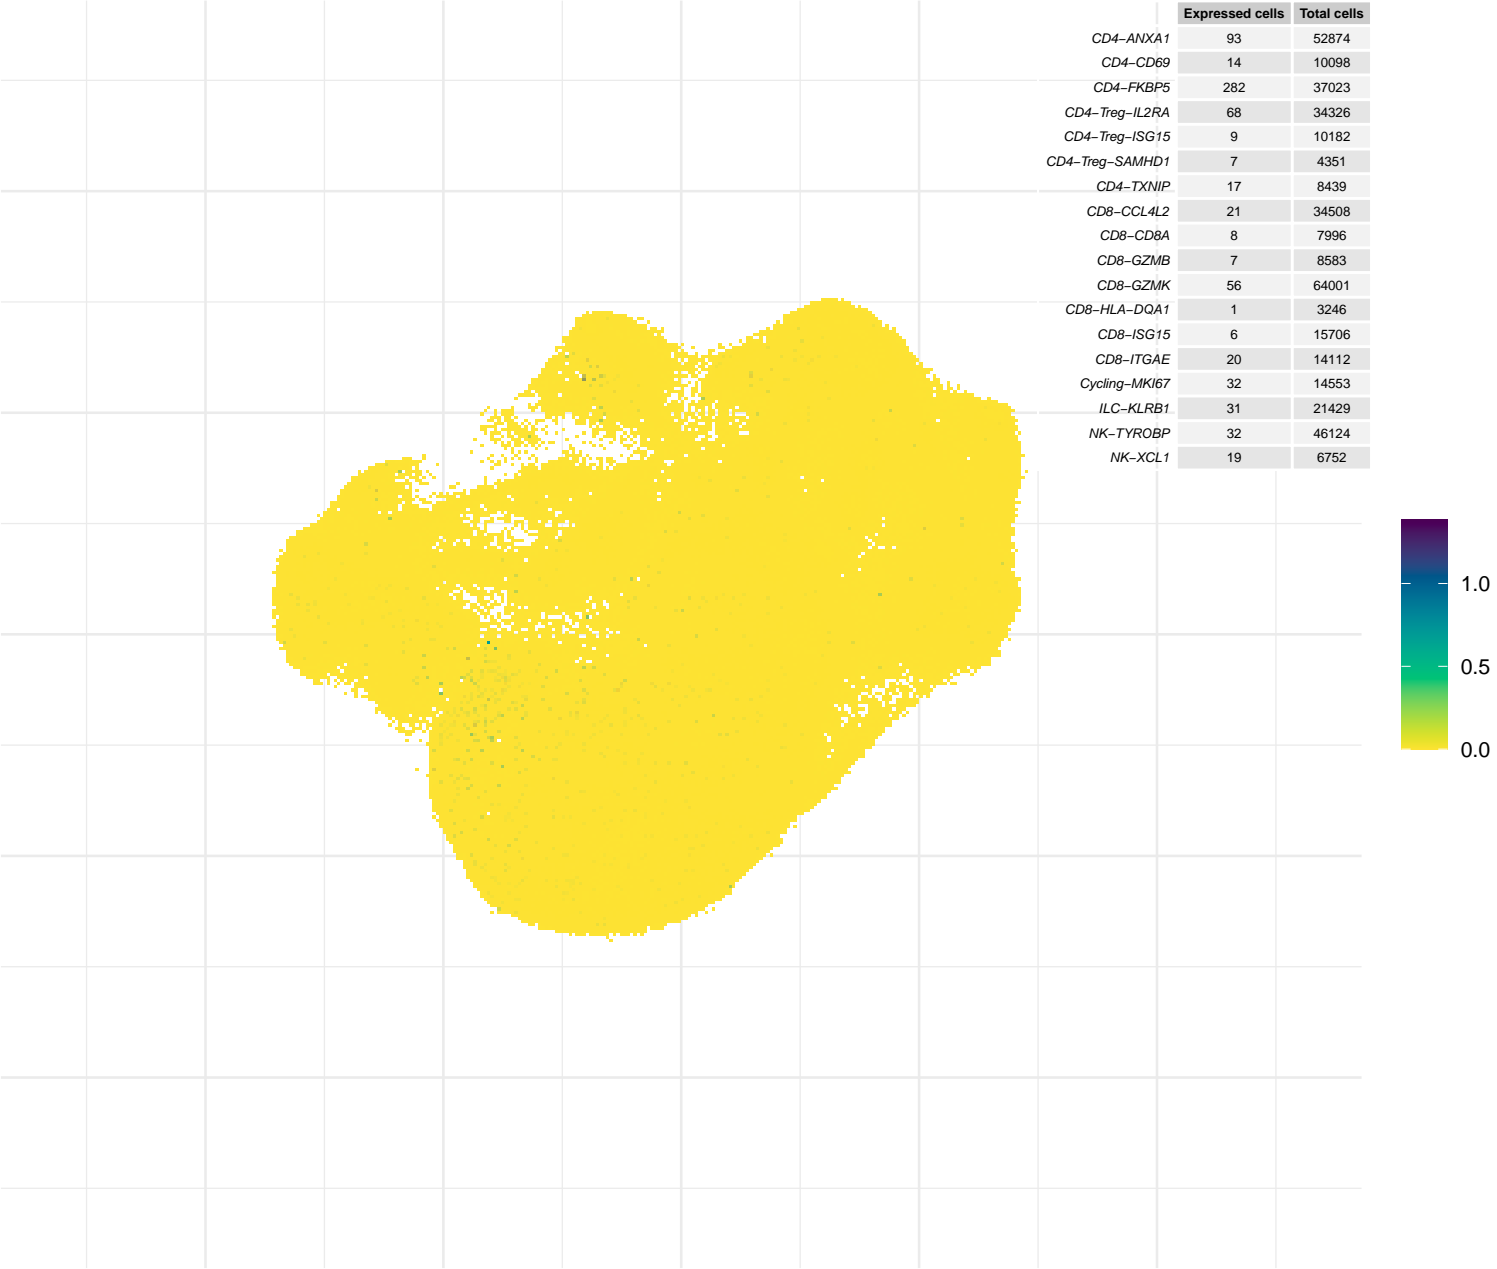 Expressed cells Total cells
CD4−ANXA1 93 52874
CD4−CD69 14 10098
CD4−FKBP5 282 37023
CD4−Treg−IL2RA 68 34326
CD4−Treg−ISG15 9 10182
CD4−Treg−SAMHD1 7 4351
CD4−TXNIP 17 8439
CD8−CCL4L2 21 34508
CD8−CD8A 8 7996
CD8−GZMB 7 8583
CD8−GZMK 56 64001
CD8−HLA−DQA1 1 3246
CD8−ISG15 6 15706
CD8−ITGAE 20 14112
Cycling−MKI67 32 14553
ILC−KLRB1 31 21429
NK−TYROBP 32 46124
NK−XCL1 19 6752
1.0
0.5
0.0